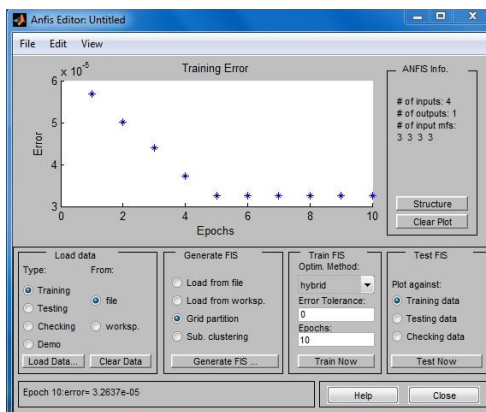 Anfis Editor: Untitled
File Edit View
Training Error
x 10^-5
6
5
4
3
Error
0 2 4 6 8 10
Epochs
ANFIS Info.
# of inputs: 4
# of outputs: 1
# of input mfs:
3 3 3 3
Structure
Clear Plot
Load data
Type: From:
Training
Testing
Checking
Demo
file
worksp.
Load Data... Clear Data
Generate FIS
Load from file
Load from worksp.
Grid partition
Sub. clustering
Generate FIS ...
Train FIS
Optim. Method:
hybrid
Error Tolerance:
0
Epochs:
10
Train Now
Test FIS
Plot against:
Training data
Testing data
Checking data
Test Now
Epoch 10:error= 3.2637e-05
Help Close